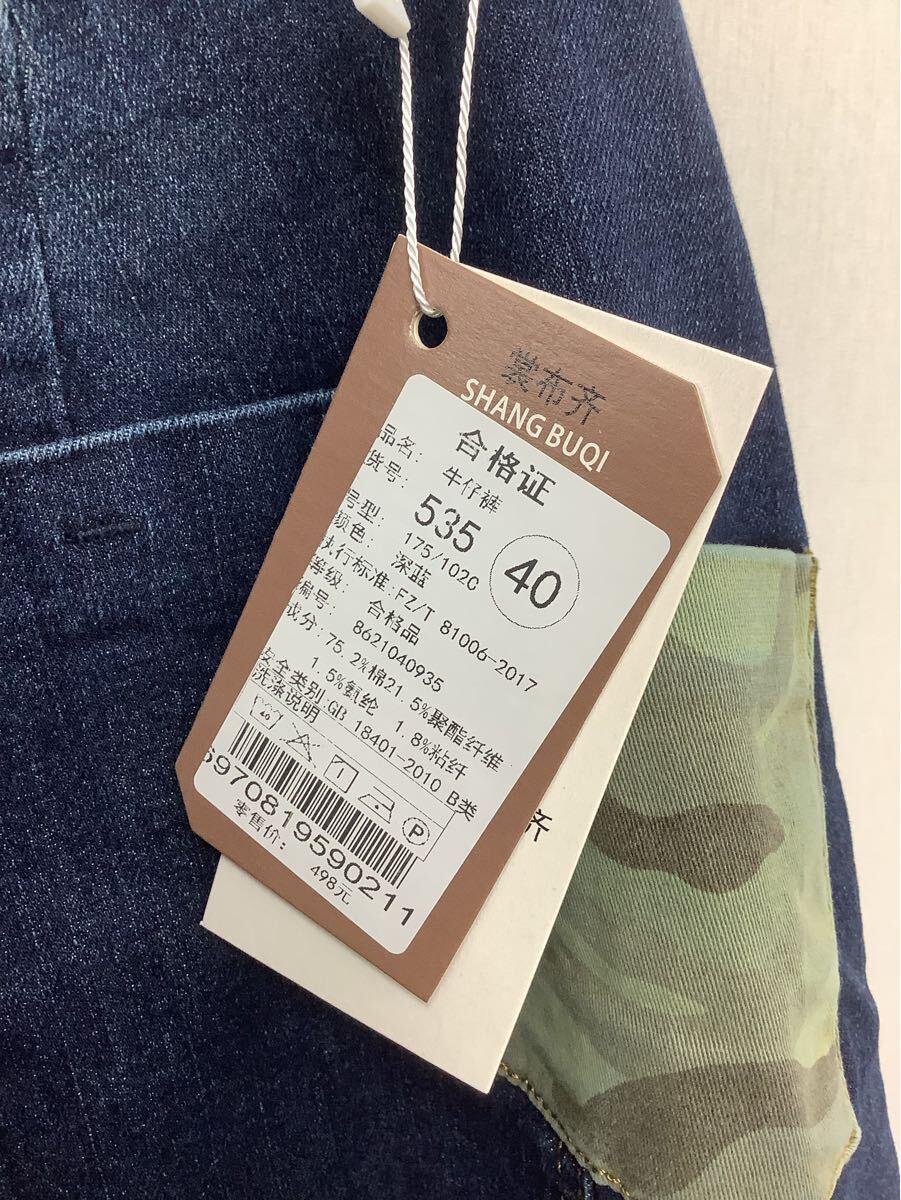 裳布齐
SHANG BUQI
合格证
品名: 牛仔裤
货号: 535
号型: 175/102C
40
颜色: 深蓝
执行标准: FZ/T 81006-2017
等级: 合格品
编号: 8621040935
成分: 75.2%棉21.5%聚酯纤维
1.5%氨纶 1.8%粘纤
安全类别:GB 18401-2010 B类
洗涤说明
40
P
6970819590211
零售价: 498元
齐